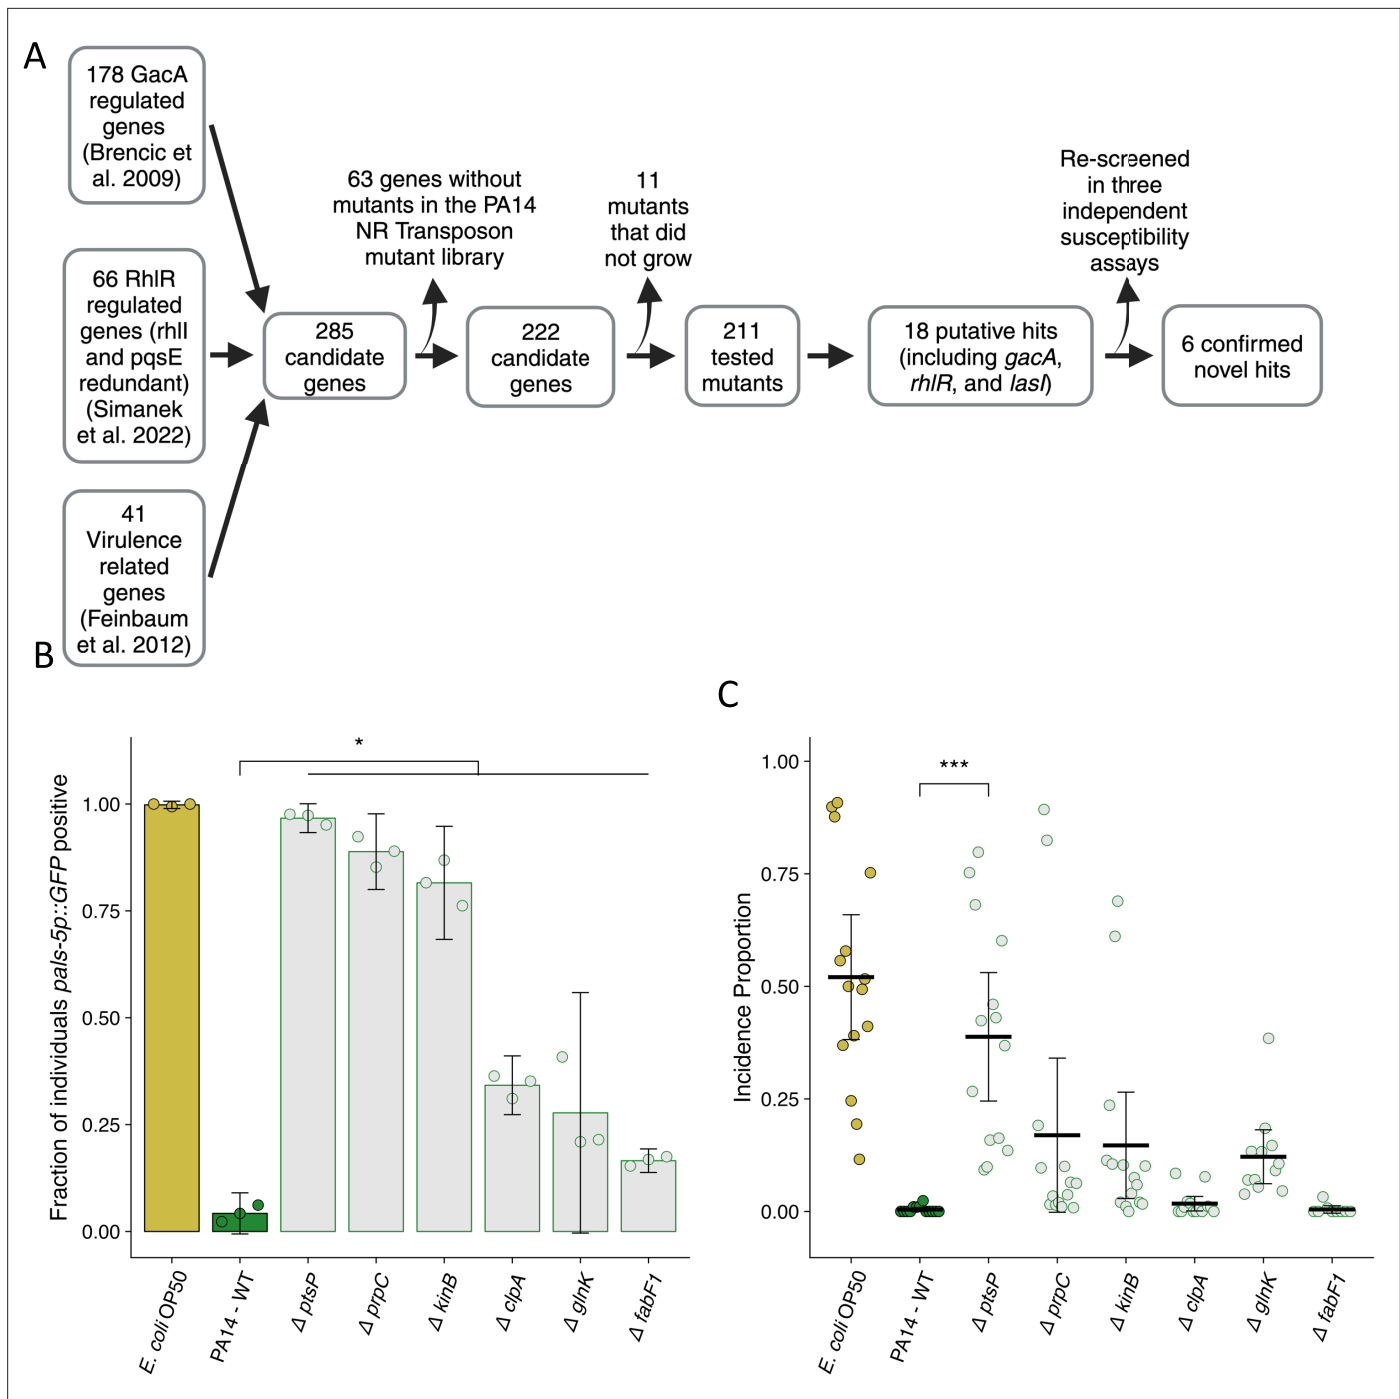 A
178 GacA
regulated
genes
(Brencic et
al. 2009)
66 RhlR
regulated
genes (rhlI
and pqsE
redundant)
(Simanek
et al. 2022)
41
Virulence
related
genes
(Feinbaum
et al. 2012)
285
candidate
genes
63 genes without
mutants in the PA14
NR Transposon
mutant library
222
candidate
genes
11
mutants
that did
not grow
211
tested
mutants
18 putative hits
(including gacA,
rhlR, and lasI)
Re-screened
in three
independent
susceptibility
assays
6 confirmed
novel hits
B
Fraction of individuals pals-5p::GFP positive
1.00
0.75
0.50
0.25
0.00
*
E. coli OP50
PA14 - WT
Δ ptsP
Δ prpC
Δ kinB
Δ clpA
Δ glnK
Δ fabF1
C
Incidence Proportion
1.00
0.75
0.50
0.25
0.00
***
E. coli OP50
PA14 - WT
Δ ptsP
Δ prpC
Δ kinB
Δ clpA
Δ glnK
Δ fabF1